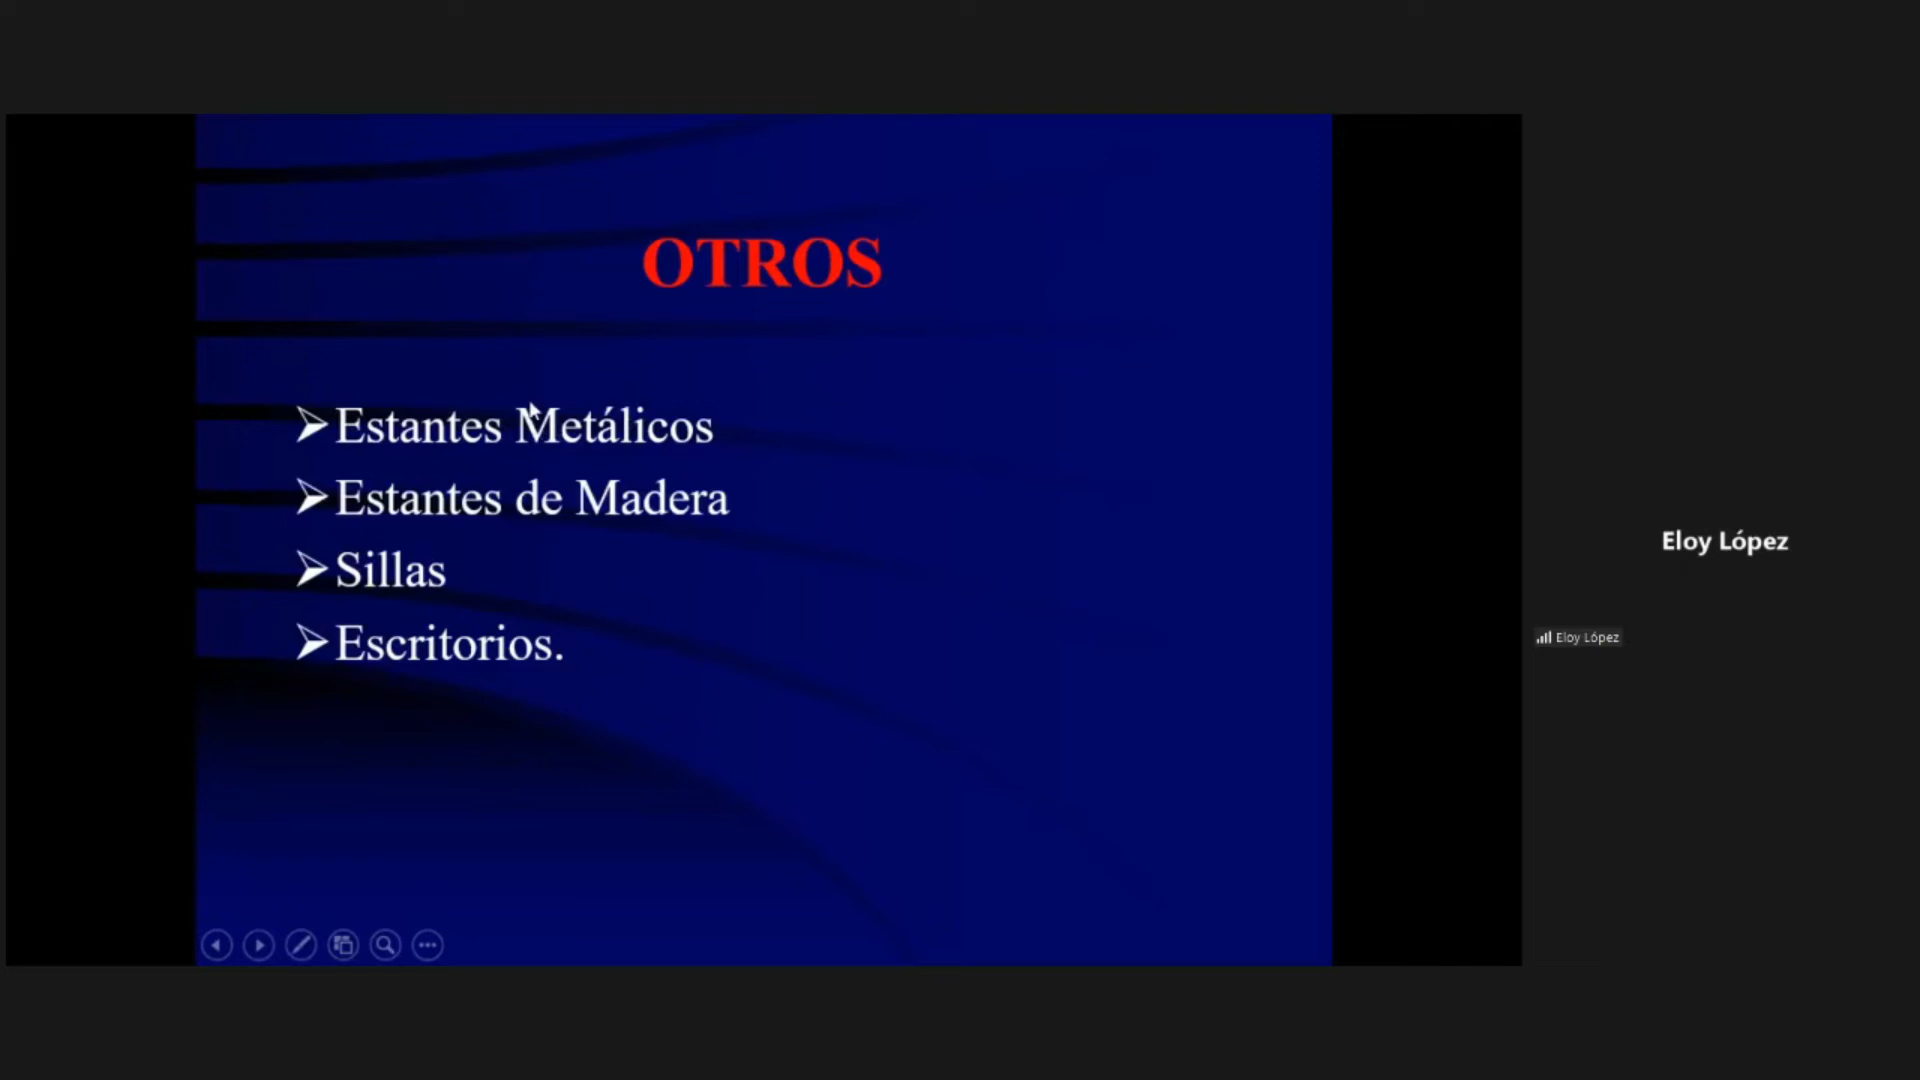 OTROS
➢Estantes Metálicos
➢Estantes de Madera
➢Sillas
➢Escritorios.
Eloy López
Eloy López